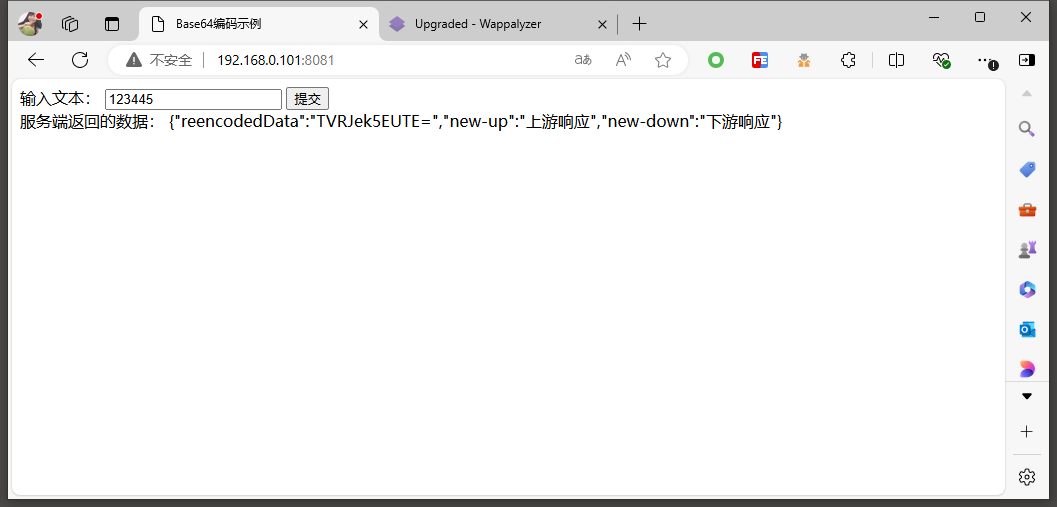 Base64编码示例
Upgraded - Wappalyzer
不安全 192.168.0.101:8081
输入文本: 123445 提交
服务端返回的数据: {"reencodedData":"TVRJek5EUTE=","new-up":"上游响应","new-down":"下游响应"}